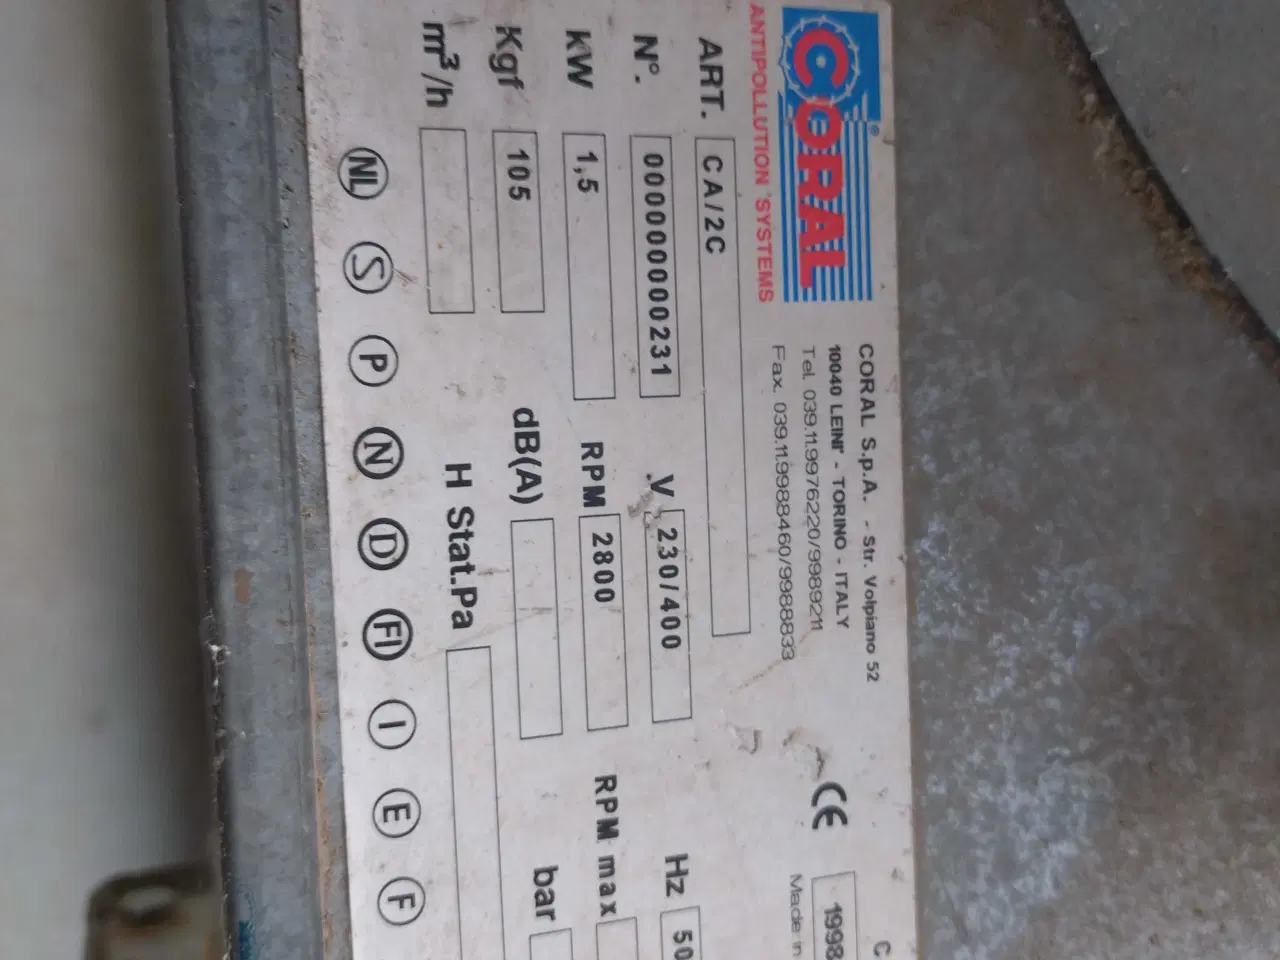 CORAL®
ANTIPOLLUTION SYSTEMS
CORAL S.p.A. - Str. Volpiano 52
10040 LEINI' - TORINO - ITALY
Tel. 039.11.9976220/9989211
Fax. 039.11.9988460/9988833
C
CE 1998
Made in
ART. CA/2C
N°. 00000000231 V 230/400 Hz 50
kW 1,5 RPM 2800 RPM max
Kgf 105 dB(A) bar
m³/h H Stat.Pa
NL S P N D FI I E F